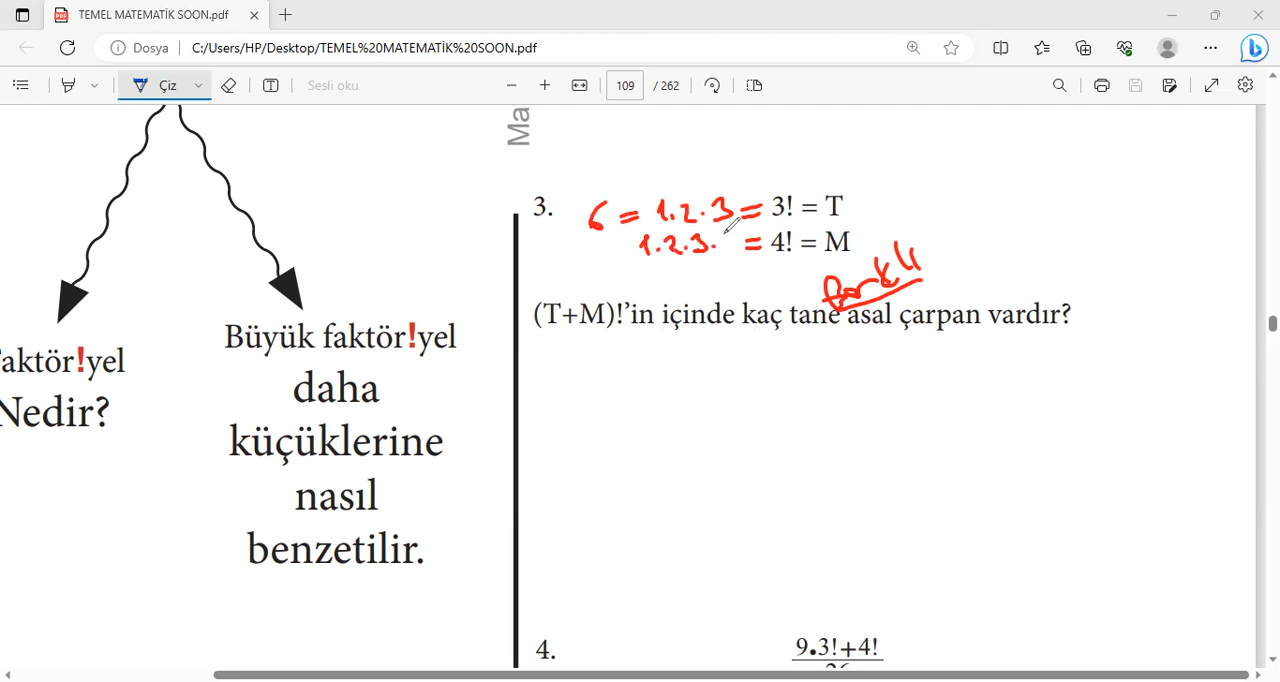 TEMEL MATEMATİK SOON.pdf
Dosya C:/Users/HP/Desktop/TEMEL%20MATEMATİK%20SOON.pdf
Çiz Sesli oku 109 / 262
Ma
3. 6 = 1.2.3 = 3! = T
1.2.3. = 4! = M
farklı
(T+M)!’in içinde kaç tane asal çarpan vardır?
aktör!yel
Nedir?
Büyük faktör!yel
daha
küçüklerine
nasıl
benzetilir.
4. 9.3!+4!